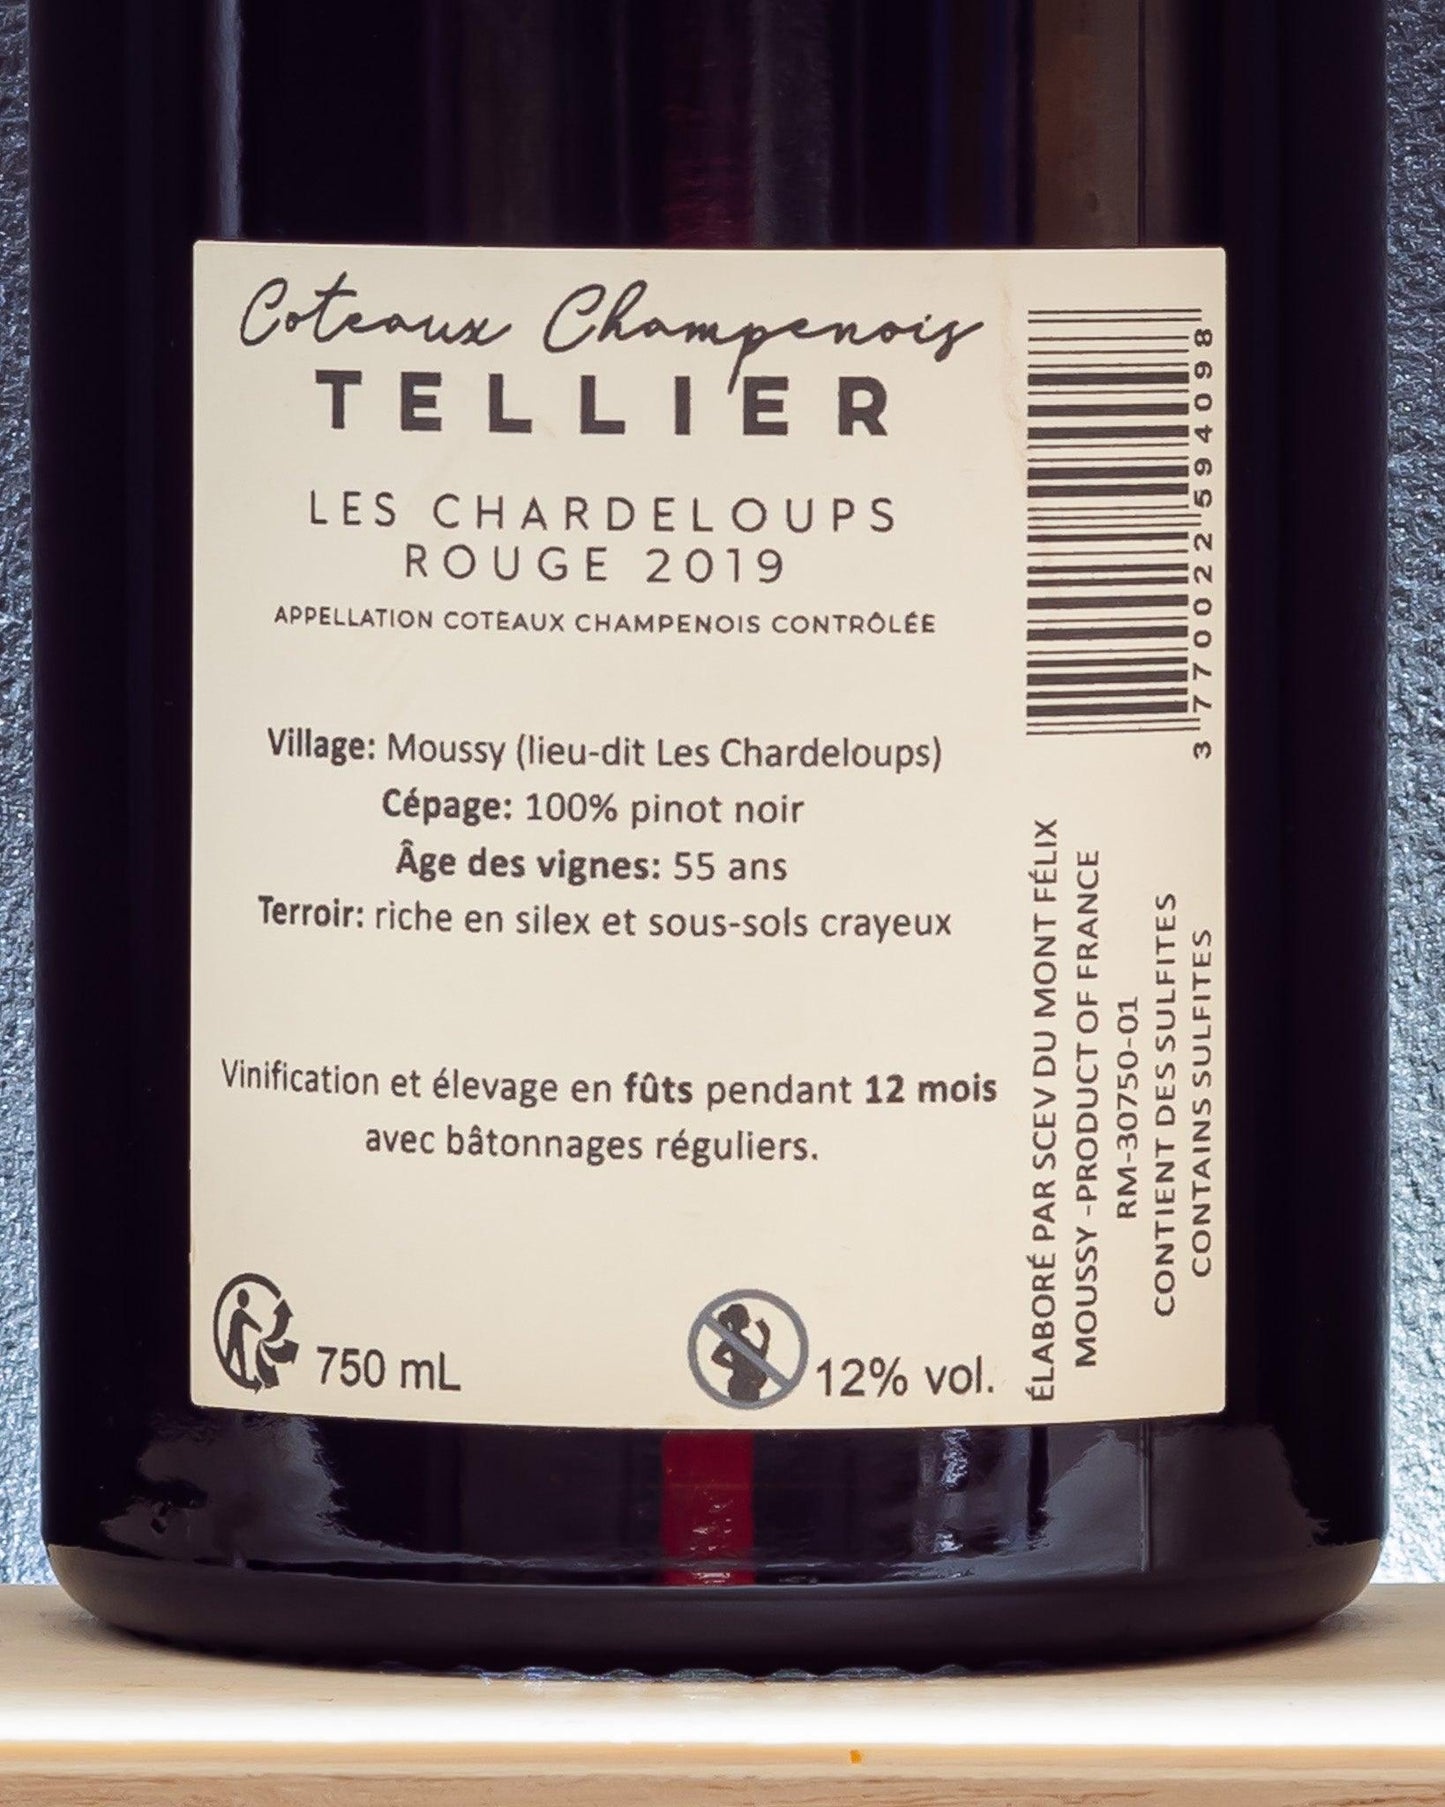 Coteaux Champenois
TELLIER
LES CHARDELOUPS
ROUGE 2019
APPELLATION COTEAUX CHAMPENOIS CONTRÔLÉE
Village: Moussy (lieu-dit Les Chardeloups)
Cépage: 100% pinot noir
Âge des vignes: 55 ans
Terroir: riche en silex et sous-sols crayeux
Vinification et élevage en fûts pendant 12 mois
avec bâtonnages réguliers.
750 mL
12% vol.
3 770022 594098
ÉLABORÉ PAR SCEV DU MONT FÉLIX
MOUSSY -PRODUCT OF FRANCE
RM-30750-01
CONTIENT DES SULFITES
CONTAINS SULFITES